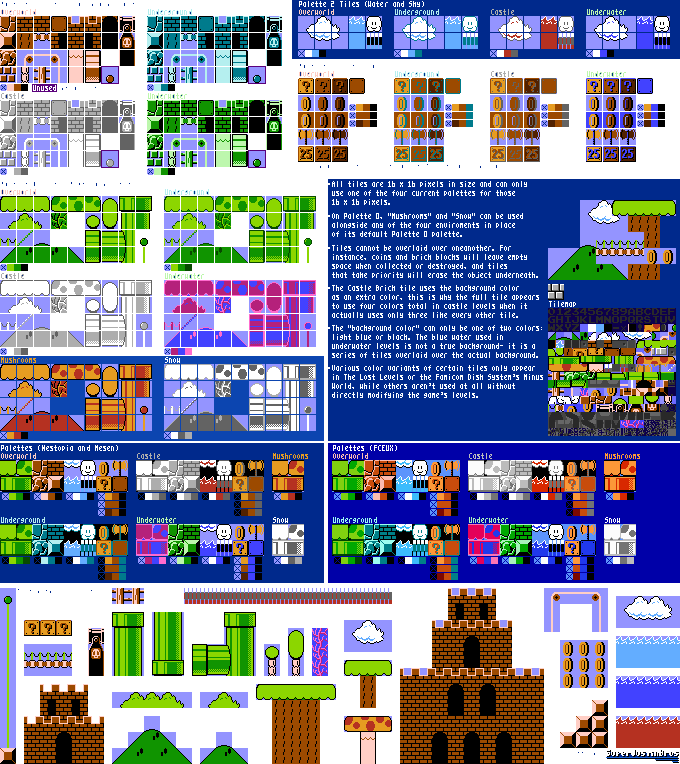 Palette 2 Tiles (Water and Sky)
Overworld
Underground
Castle
Underwater
Unused
Castle
•All tiles are 16 x 16 pixels in size and can only
use one of the four current palettes for those
16 x 16 pixels.
•On Palette 0, "Mushrooms" and "Snow" can be used
alongside any of the four enviroments in place
of its default Palette 0 palette.
•Tiles cannot be overlaid over oneanother. For
instance, coins and brick blocks will leave empty
space when collected or destroyed, and tiles
that take priority will erase the object underneath.
•The Castle Brick tile uses the background color
as an extra color, this is why the full tile appears
to use four colors total in castle levels when it
actually uses only three like every other tile.
•The "background color" can only be one of two colors:
light blue or black. The blue water used in
underwater levels is not a true background- it is a
series of tiles overlaid over the actual background.
•Various color variants of certain tiles only appear
in The Lost Levels or the Famicom Disk System's Minus
World, while others aren't used at all without
directly modifying the game's levels.
Tilemap
Castle
Mushrooms
Snow
Palettes (Nestopia and Mesen)
Overworld
Castle
Mushrooms
Underground
Underwater
Snow
Palettes (FCEUX)
Overworld
Castle
Mushrooms
Underground
Underwater
Snow
SuperJustinBros